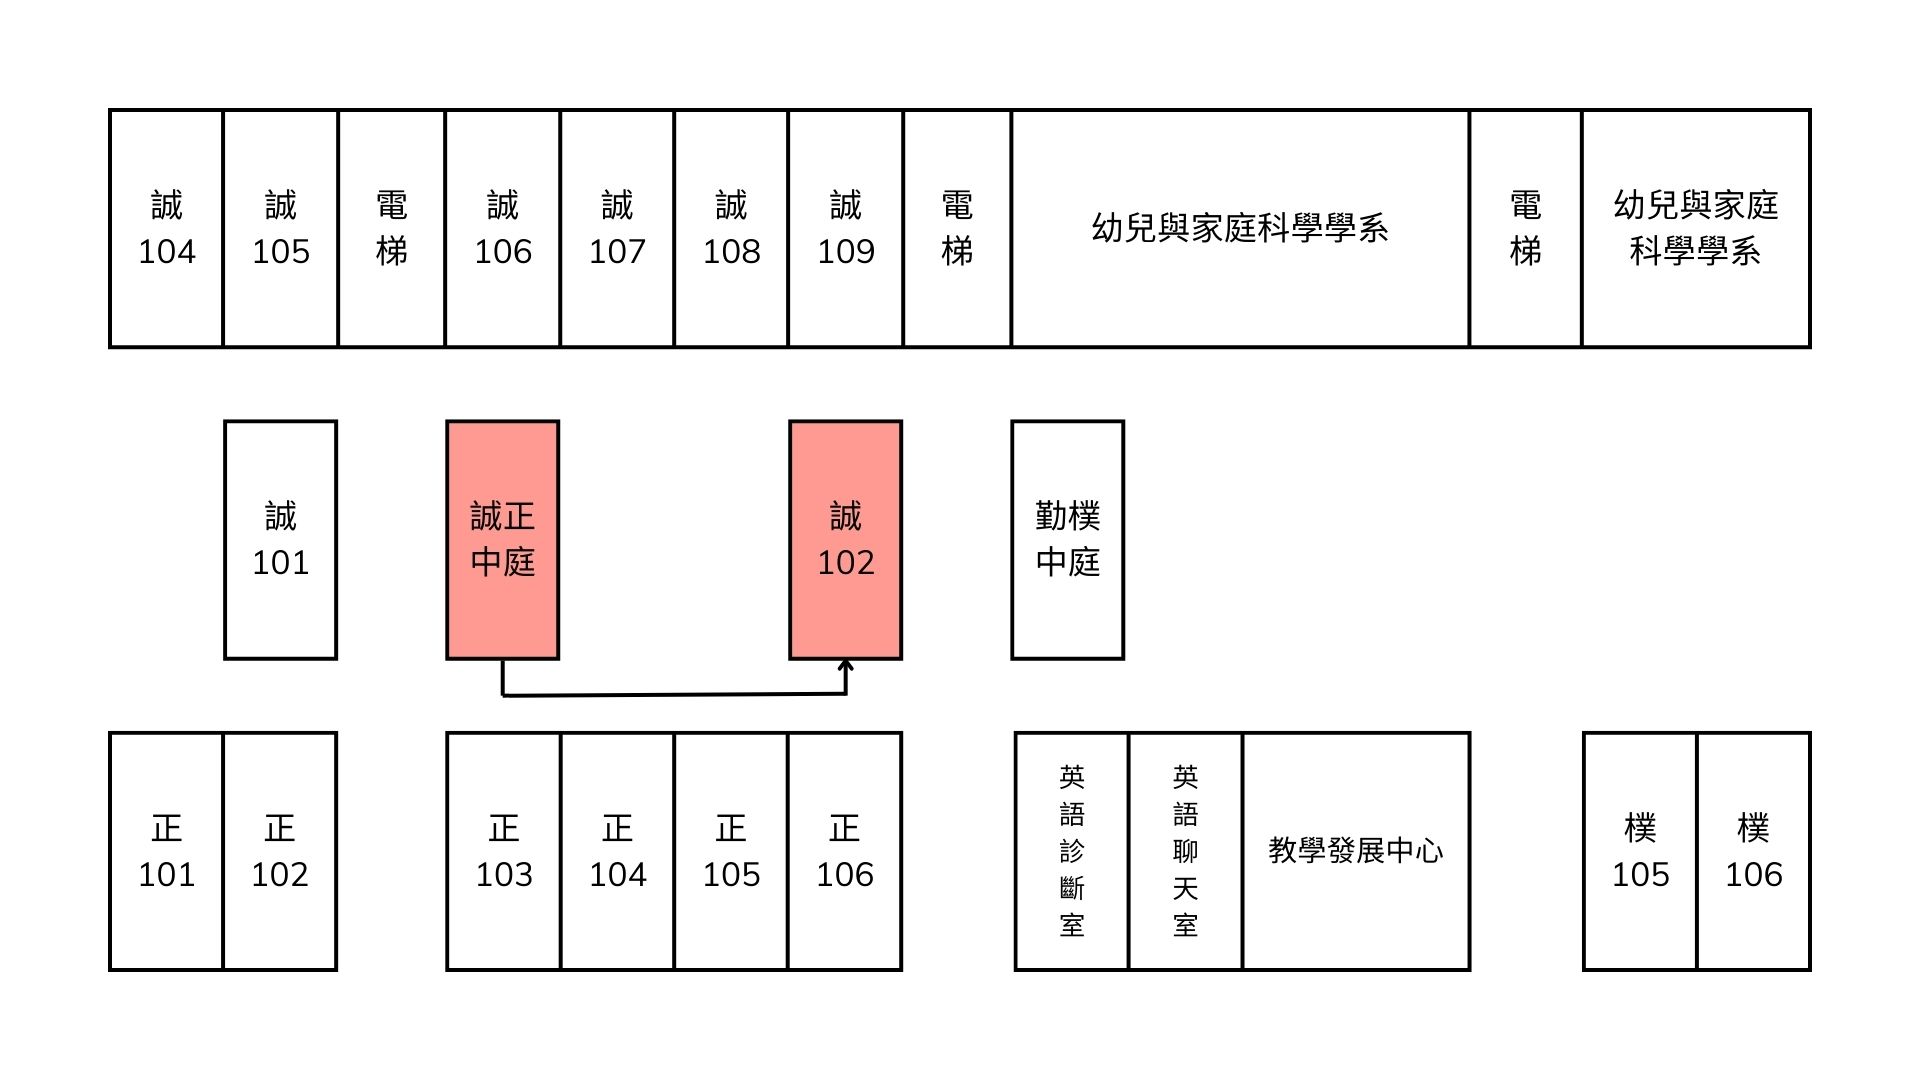 誠
104
誠
105
電
梯
誠
106
誠
107
誠
108
誠
109
電
梯
幼兒與家庭科學學系
電
梯
幼兒與家庭
科學學系
誠
101
誠正
中庭
誠
102
勤樸
中庭
正
101
正
102
正
103
正
104
正
105
正
106
英
語
診
斷
室
英
語
聊
天
室
教學發展中心
樸
105
樸
106